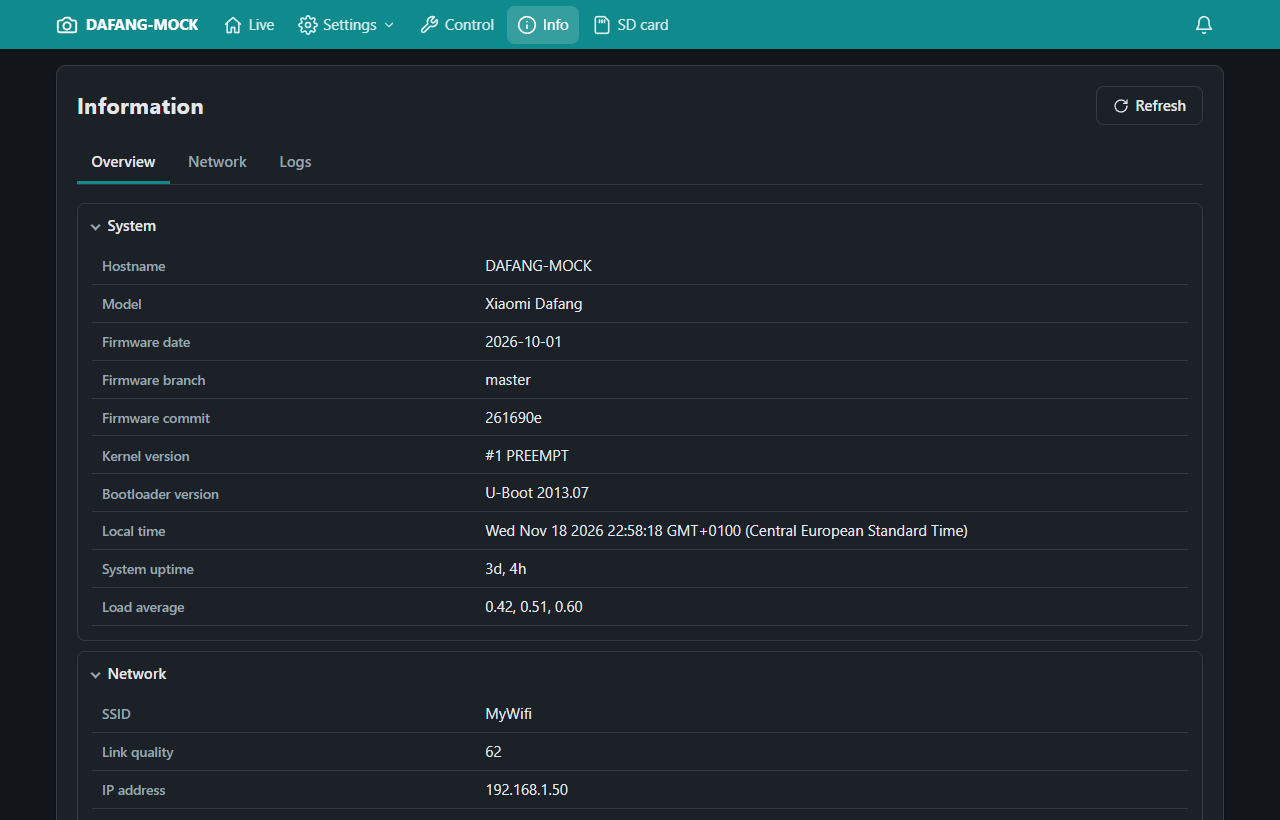 DAFANG-MOCK Live Settings Control Info SD card
Information
Refresh
Overview Network Logs
System
Hostname DAFANG-MOCK
Model Xiaomi Dafang
Firmware date 2026-10-01
Firmware branch master
Firmware commit 261690e
Kernel version #1 PREEMPT
Bootloader version U-Boot 2013.07
Local time Wed Nov 18 2026 22:58:18 GMT+0100 (Central European Standard Time)
System uptime 3d, 4h
Load average 0.42, 0.51, 0.60
Network
SSID MyWifi
Link quality 62
IP address 192.168.1.50